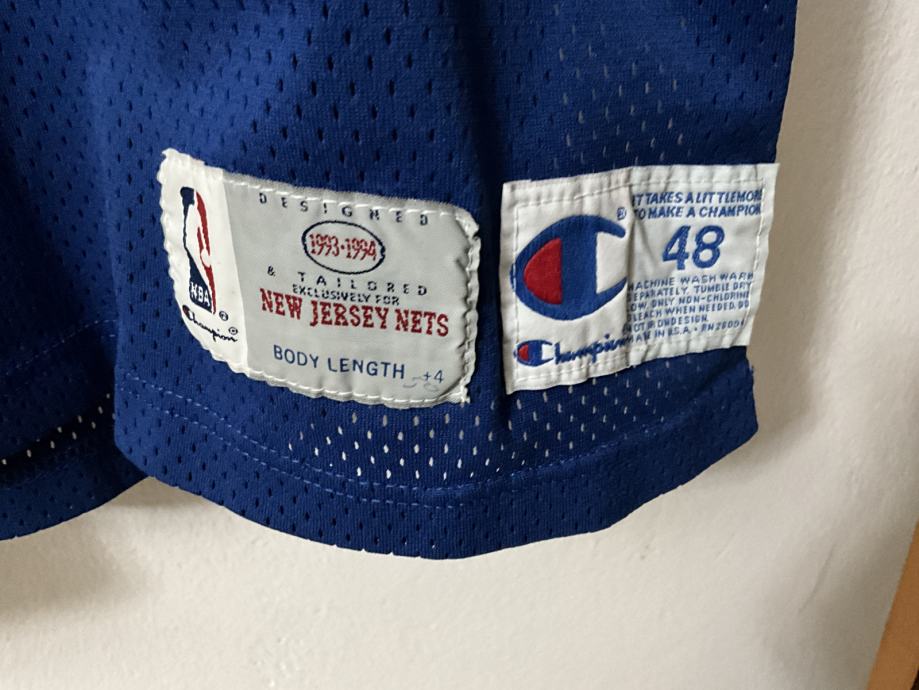 DESIGNED
1993·1994
& TAILORED
EXCLUSIVELY FOR
NEW JERSEY NETS
BODY LENGTH +4
NBA ®
Champion ©
®
Champion
IT TAKES A LITTLE MORE
TO MAKE A CHAMPION
48
MACHINE WASH WARM
SEPARATELY. TUMBLE DRY
LOW. ONLY NON-CHLORINE
BLEACH WHEN NEEDED. DO
NOT IRON DESIGN.
IN U.S.A. • RN